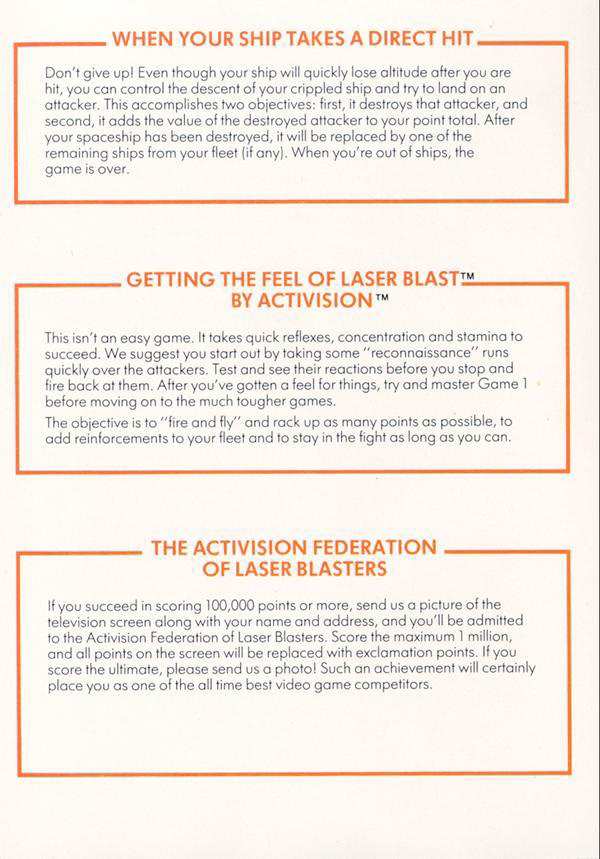 WHEN YOUR SHIP TAKES A DIRECT HIT
Don't give up! Even though your ship will quickly lose altitude after you are
hit, you can control the descent of your crippled ship and try to land on an
attacker. This accomplishes two objectives: first, it destroys that attacker, and
second, it adds the value of the destroyed attacker to your point total. After
your spaceship has been destroyed, it will be replaced by one of the
remaining ships from your fleet (if any). When you're out of ships, the
game is over.
GETTING THE FEEL OF LASER BLAST™
BY ACTIVISION™
This isn't an easy game. It takes quick reflexes, concentration and stamina to
succeed. We suggest you start out by taking some "reconnaissance" runs
quickly over the attackers. Test and see their reactions before you stop and
fire back at them. After you've gotten a feel for things, try and master Game 1
before moving on to the much tougher games.
The objective is to "fire and fly" and rack up as many points as possible, to
add reinforcements to your fleet and to stay in the fight as long as you can.
THE ACTIVISION FEDERATION
OF LASER BLASTERS
If you succeed in scoring 100,000 points or more, send us a picture of the
television screen along with your name and address, and you'll be admitted
to the Activision Federation of Laser Blasters. Score the maximum 1 million,
and all points on the screen will be replaced with exclamation points. If you
score the ultimate, please send us a photo! Such an achievement will certainly
place you as one of the all time best video game competitors.